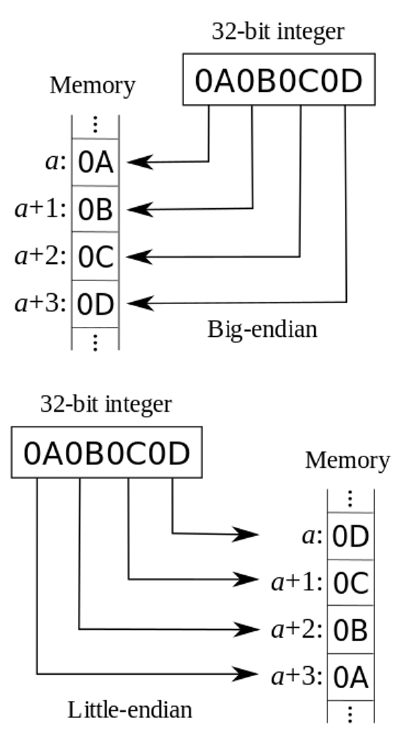 32-bit integer
0A0B0C0D
Memory
⋮
a: 0A
a+1: 0B
a+2: 0C
a+3: 0D
⋮
Big-endian
32-bit integer
0A0B0C0D
Memory
⋮
a: 0D
a+1: 0C
a+2: 0B
a+3: 0A
⋮
Little-endian